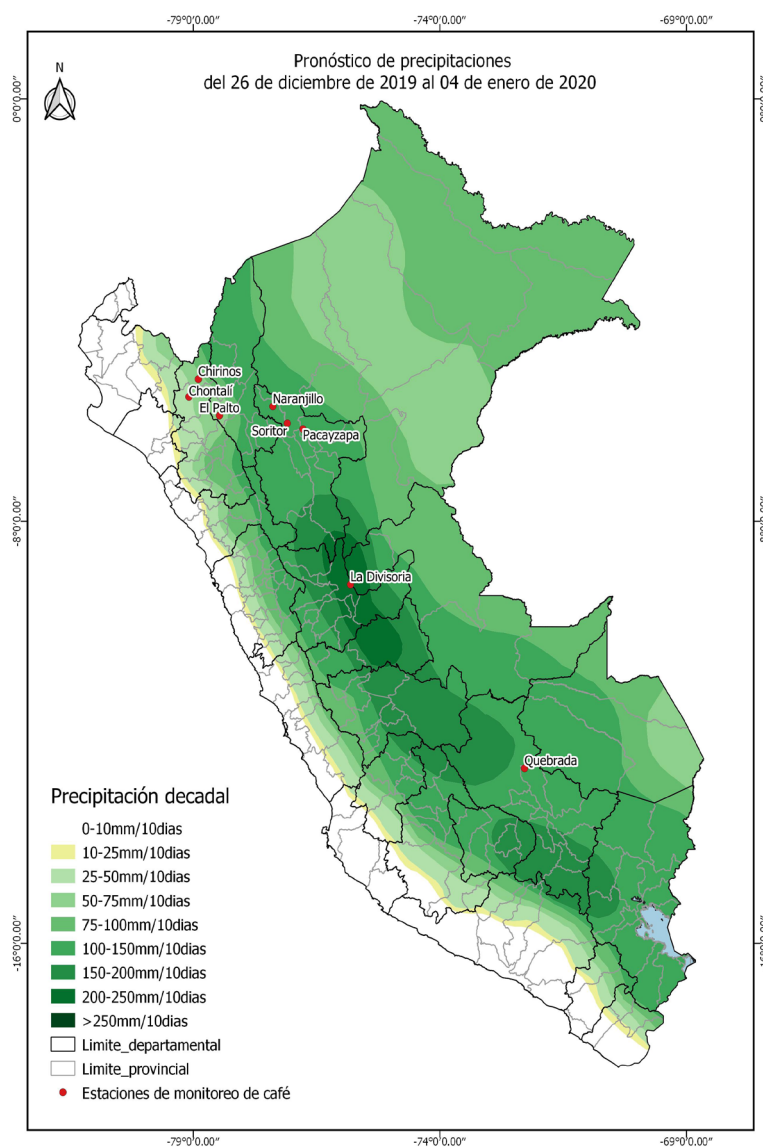 -79°0'0.00"
-74°0'0.00"
-69°0'0.00"
Pronóstico de precipitaciones
del 26 de diciembre de 2019 al 04 de enero de 2020
N
0°0'0.00"
Chirinos
Chontalí
El Palto
Naranjillo
Soritor
Pacayzapa
-8°0'0.00"
La Divisoria
Quebrada
Precipitación decadal
0-10mm/10dias
10-25mm/10dias
25-50mm/10dias
50-75mm/10dias
75-100mm/10dias
100-150mm/10dias
150-200mm/10dias
200-250mm/10dias
>250mm/10dias
Limite_departamental
Limite_provincial
Estaciones de monitoreo de café
-16°0'0.00"
-79°0'0.00"
-74°0'0.00"
-69°0'0.00"